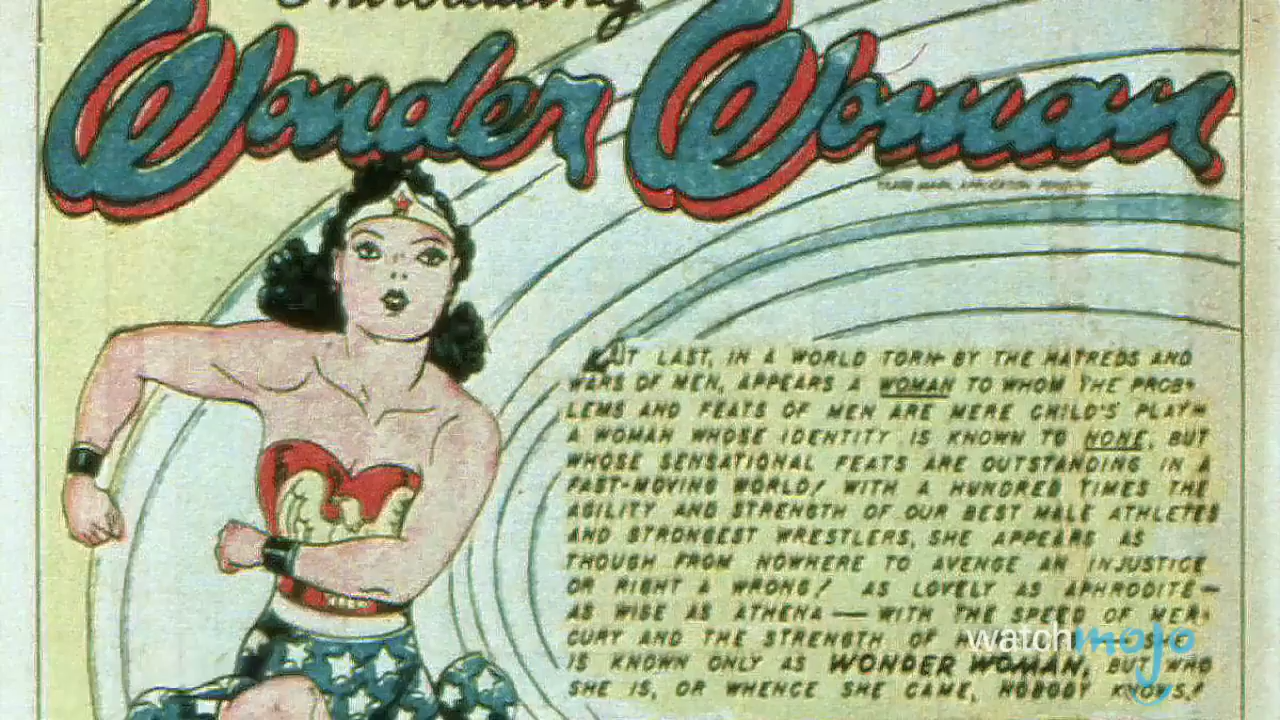 Introducing
Wonder Woman
TRADE MARK APPLICATION PENDING
AT LAST, IN A WORLD TORN BY THE HATREDS AND
WARS OF MEN, APPEARS A WOMAN TO WHOM THE PROB-
LEMS AND FEATS OF MEN ARE MERE CHILD'S PLAY—
A WOMAN WHOSE IDENTITY IS KNOWN TO NONE, BUT
WHOSE SENSATIONAL FEATS ARE OUTSTANDING IN A
FAST-MOVING WORLD! WITH A HUNDRED TIMES THE
AGILITY AND STRENGTH OF OUR BEST MALE ATHLETES
AND STRONGEST WRESTLERS, SHE APPEARS AS
THOUGH FROM NOWHERE TO AVENGE AN INJUSTICE
OR RIGHT A WRONG! AS LOVELY AS APHRODITE—
AS WISE AS ATHENA — WITH THE SPEED OF MER-
CURY AND THE STRENGTH OF
IS KNOWN ONLY AS WONDER WOMAN, BUT WHO
SHE IS, OR WHENCE SHE CAME, NOBODY KNOWS!
watchmojo